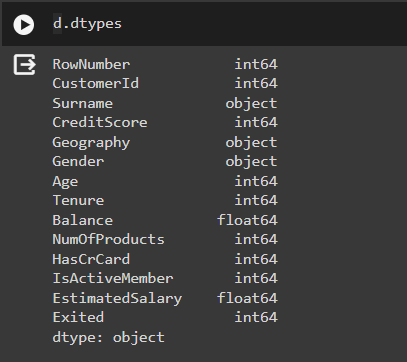 d.dtypes
RowNumber int64
CustomerId int64
Surname object
CreditScore int64
Geography object
Gender object
Age int64
Tenure int64
Balance float64
NumOfProducts int64
HasCrCard int64
IsActiveMember int64
EstimatedSalary float64
Exited int64
dtype: object